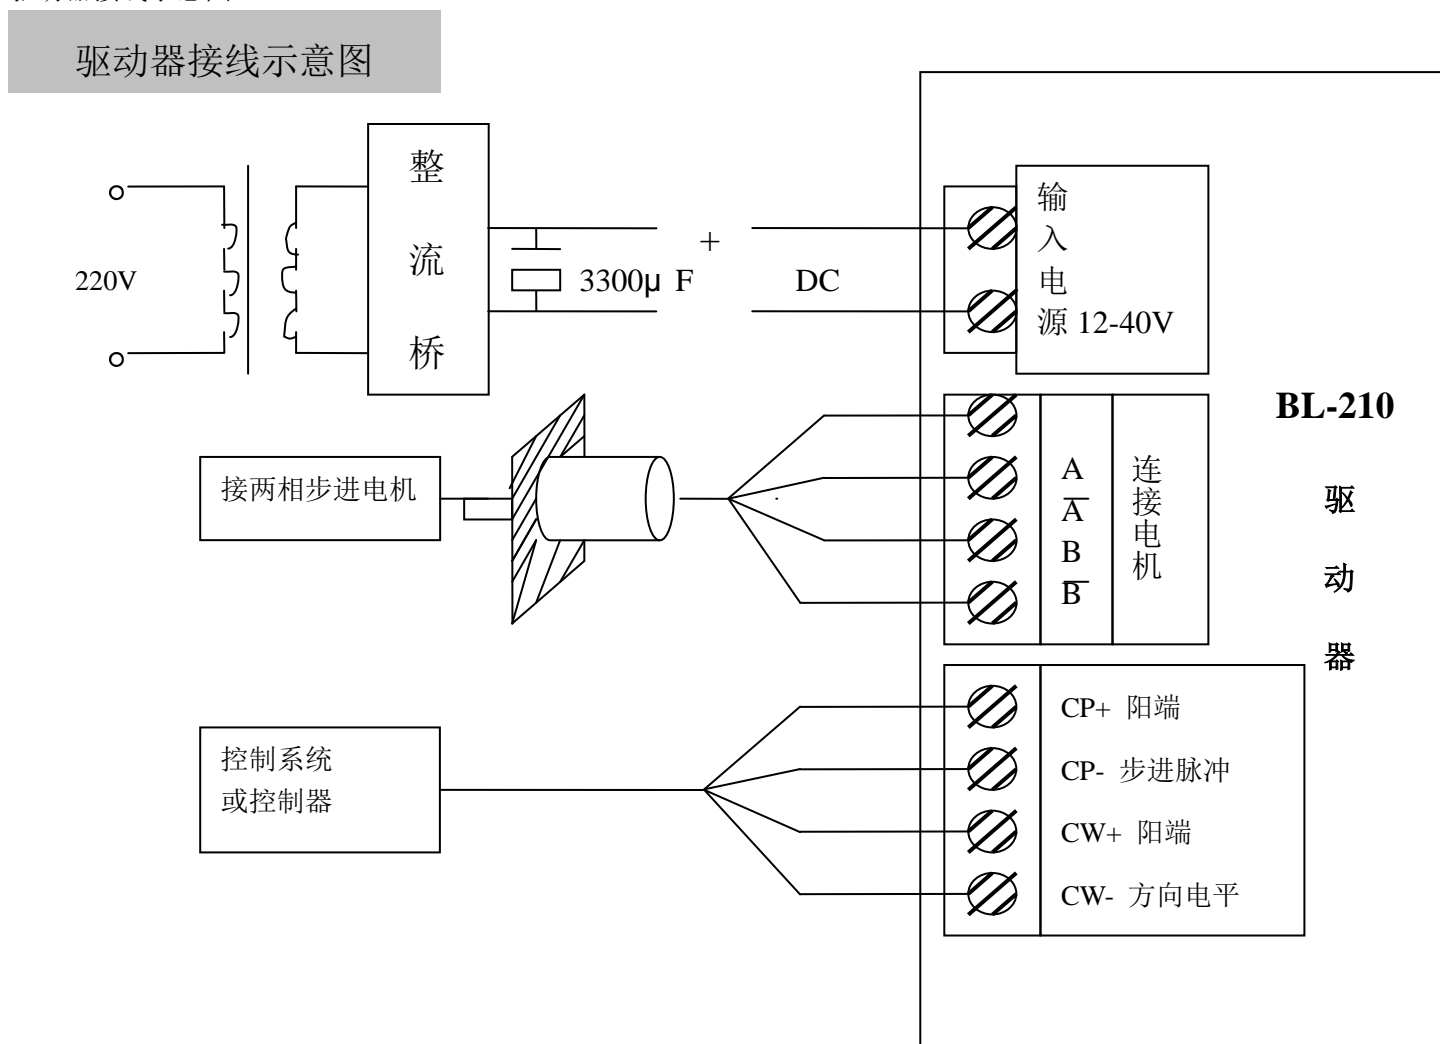 驱动器接线示意图
整流桥
220V
3300μ F
+
DC
输入电源 12-40V
BL-210
驱动器
接两相步进电机
A
A̅
B
B̅
连接电机
控制系统
或控制器
CP+ 阳端
CP- 步进脉冲
CW+ 阳端
CW- 方向电平